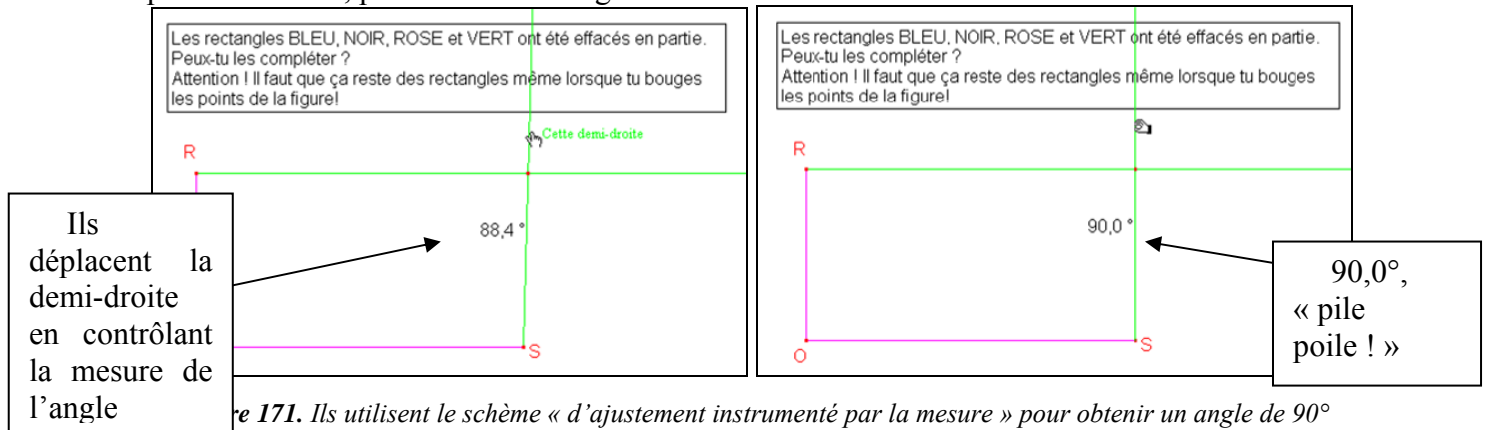 Les rectangles BLEU, NOIR, ROSE et VERT ont été effacés en partie.
Peux-tu les compléter ?
Attention ! Il faut que ça reste des rectangles même lorsque tu bouges
les points de la figure!
Cette demi-droite
R
88,4 °
S
Ils
déplacent la
demi-droite
en contrôlant
la mesure de
l’angle
Les rectangles BLEU, NOIR, ROSE et VERT ont été effacés en partie.
Peux-tu les compléter ?
Attention ! Il faut que ça reste des rectangles même lorsque tu bouges
les points de la figure!
R
90,0 °
O
S
90,0°,
« pile
poile ! »
re 171. Ils utilisent le schème « d’ajustement instrumenté par la mesure » pour obtenir un angle de 90°